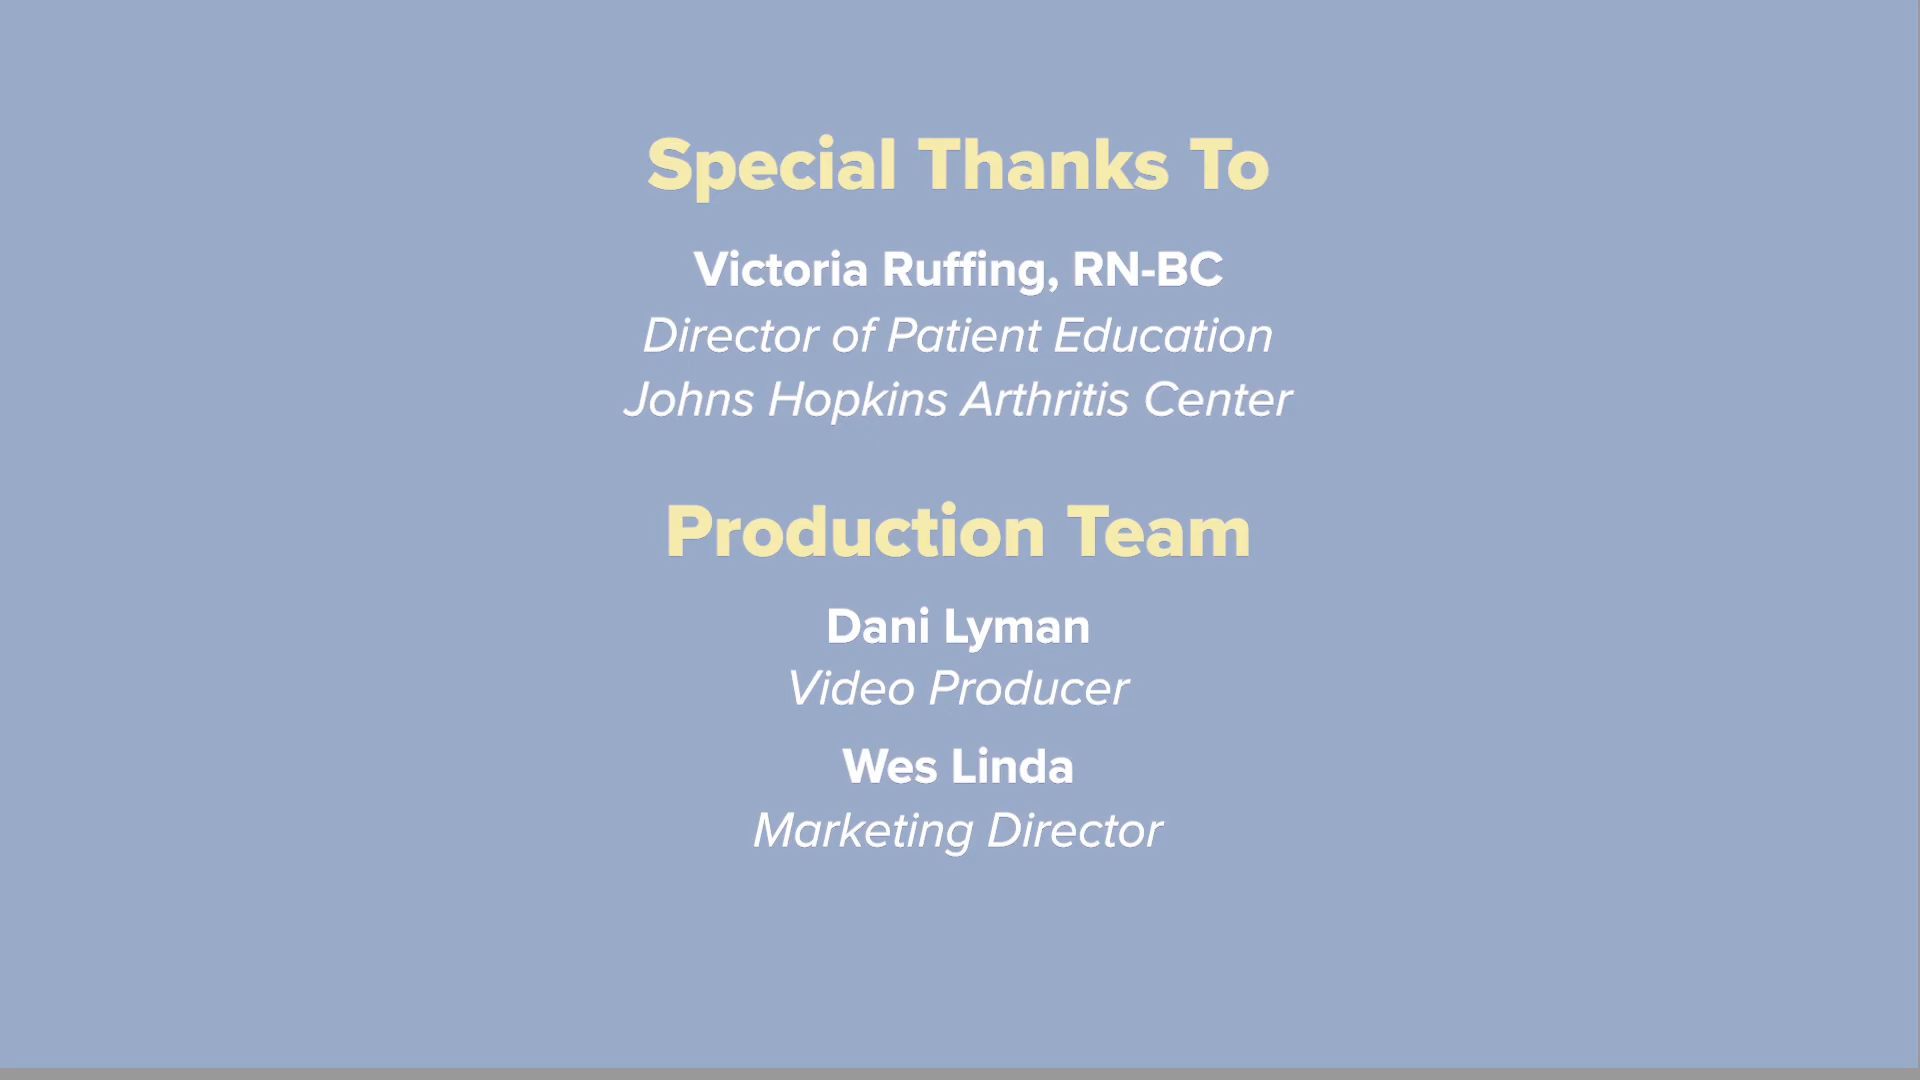 Special Thanks To
Victoria Ruffing, RN-BC
Director of Patient Education
Johns Hopkins Arthritis Center
Production Team
Dani Lyman
Video Producer
Wes Linda
Marketing Director